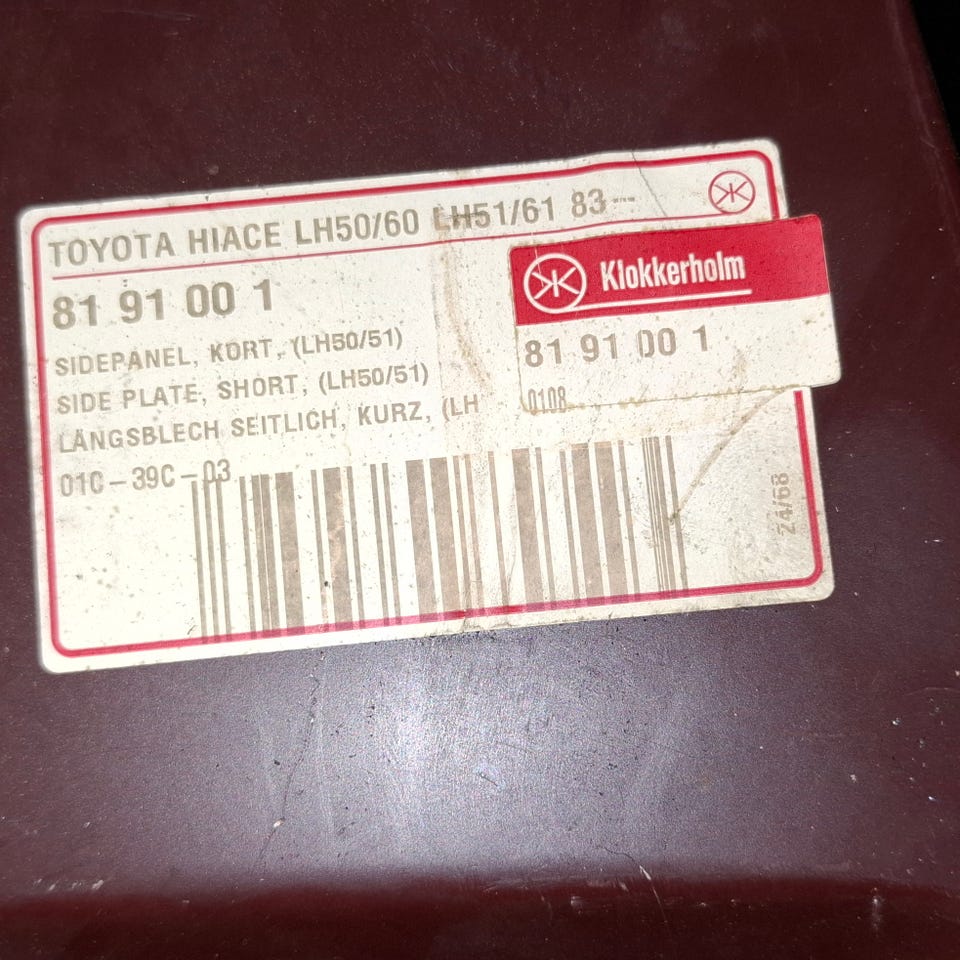 TOYOTA HIACE LH50/60 LH51/61 83--
81 91 00 1
SIDEPANEL, KORT, (LH50/51)
SIDE PLATE, SHORT, (LH50/51)
LÄNGSBLECH SEITLICH, KURZ, (LH
01C-39C-03
Klokkerholm
81 91 00 1
0108
24/68